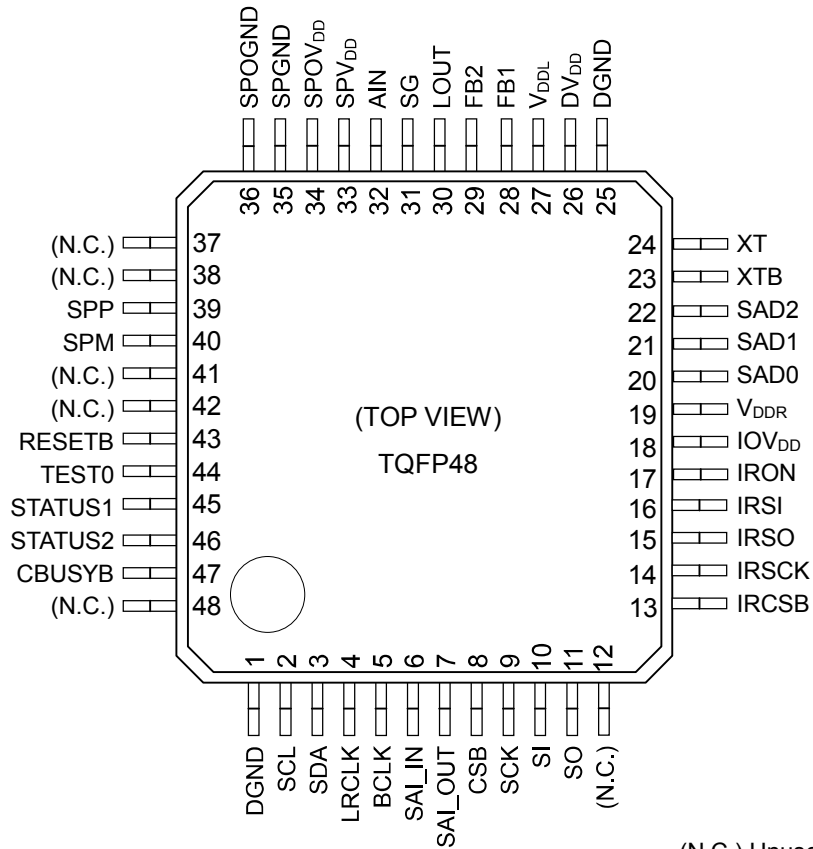 SPOGND
SPGND
SPOVDD
SPVDD
AIN
SG
LOUT
FB2
FB1
VDDL
DVDD
DGND
36
35
34
33
32
31
30
29
28
27
26
25
(N.C.) 37
(N.C.) 38
SPP 39
SPM 40
(N.C.) 41
(N.C.) 42
RESETB 43
TEST0 44
STATUS1 45
STATUS2 46
CBUSYB 47
(N.C.) 48
(TOP VIEW)
TQFP48
24 XT
23 XTB
22 SAD2
21 SAD1
20 SAD0
19 VDDR
18 IOVDD
17 IRON
16 IRSI
15 IRSO
14 IRSCK
13 IRCSB
1
2
3
4
5
6
7
8
9
10
11
12
DGND
SCL
SDA
LRCLK
BCLK
SAI_IN
SAI_OUT
CSB
SCK
SI
SO
(N.C.)
(N.C.)